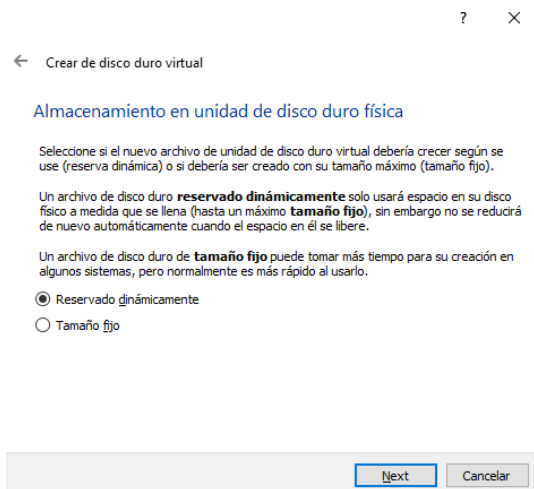 ?
Crear de disco duro virtual
Almacenamiento en unidad de disco duro física
Seleccione si el nuevo archivo de unidad de disco duro virtual debería crecer según se
use (reserva dinámica) o si debería ser creado con su tamaño máximo (tamaño fijo).
Un archivo de disco duro reservado dinámicamente solo usará espacio en su disco
físico a medida que se llena (hasta un máximo tamaño fijo), sin embargo no se reducirá
de nuevo automáticamente cuando el espacio en él se libere.
Un archivo de disco duro de tamaño fijo puede tomar más tiempo para su creación en
algunos sistemas, pero normalmente es más rápido al usarlo.
Reservado dinámicamente
Tamaño fijo
Next Cancelar